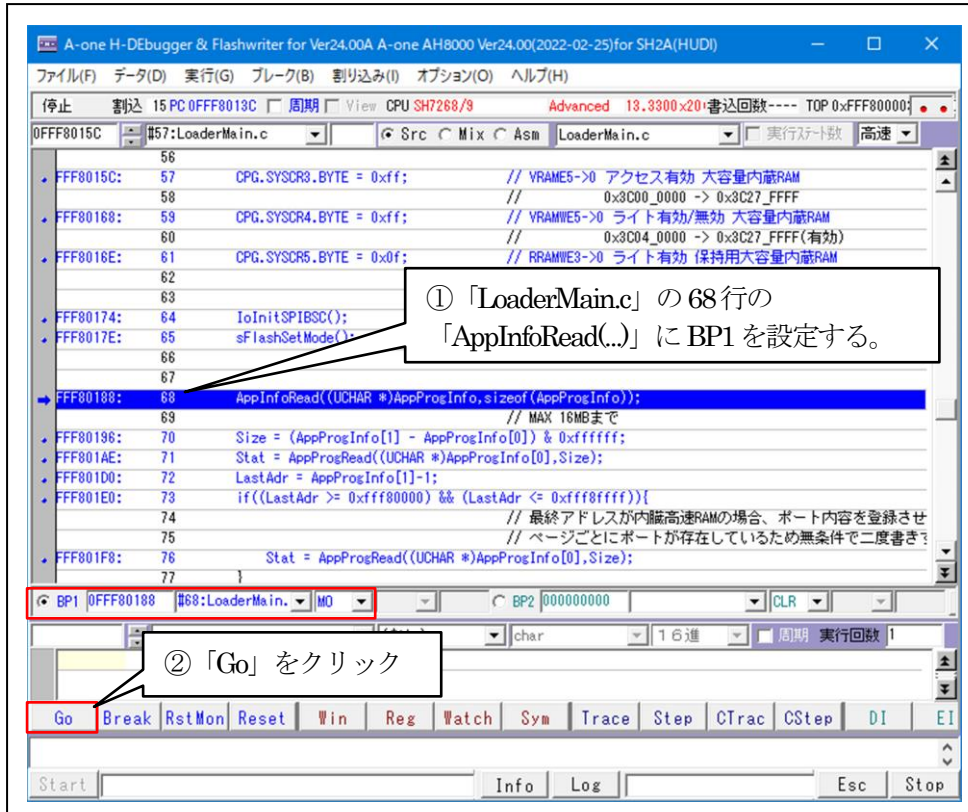 A-one H-DEbugger & Flashwriter for Ver24.00A A-one AH8000 Ver24.00(2022-02-25)for SH2A(HUDI)
ファイル(F) データ(D) 実行(G) ブレーク(B) 割り込み(I) オプション(O) ヘルプ(H)
停止 割込 15 PC 0FFF8013C 周期 View CPU SH7268/9 Advanced 13.3300×20 書込回数---- TOP 0xFFF80000
0FFF8015C #57:LoaderMain.c Src Mix Asm LoaderMain.c 実行ステート数 高速
56
FFF8015C: 57 CPG.SYSCR3.BYTE = 0xff; // VRAME5->0 アクセス有効 大容量内蔵RAM
58 // 0x3C00_0000 -> 0x3C27_FFFF
FFF80168: 59 CPG.SYSCR4.BYTE = 0xff; // VRAMWE5->0 ライト有効/無効 大容量内蔵RAM
60 // 0x3C04_0000 -> 0x3C27_FFFF(有効)
FFF8016E: 61 CPG.SYSCR5.BYTE = 0x0f; // RRAMWE3->0 ライト有効 保持用大容量内蔵RAM
62
63
FFF80174: 64 IoInitSPIBSC();
FFF8017E: 65 sFlashSetMode();
①「LoaderMain.c」の 68 行の
「AppInfoRead(...)」に BP1 を設定する。
66
67
FFF80188: 68 AppInfoRead((UCHAR *)AppProgInfo,sizeof(AppProgInfo));
69 // MAX 16MBまで
FFF80196: 70 Size = (AppProgInfo[1] - AppProgInfo[0]) & 0xffffff;
FFF801AE: 71 Stat = AppProgRead((UCHAR *)AppProgInfo[0],Size);
FFF801D0: 72 LastAdr = AppProgInfo[1]-1;
FFF801E0: 73 if((LastAdr >= 0xfff80000) && (LastAdr <= 0xfff8ffff)){
74 // 最終アドレスが内臓高速RAMの場合、ポート内容を登録させ
75 // ページごとにポートが存在しているため無条件で二度書きす
FFF801F8: 76 Stat = AppProgRead((UCHAR *)AppProgInfo[0],Size);
77 }
BP1 0FFF80188 #68:LoaderMain. MO BP2 000000000 CLR
char 16進 周期 実行回数 1
②「Go」をクリック
Go Break RstMon Reset Win Reg Watch Sym Trace Step CTrac CStep DI EI
Start Info Log Esc Stop